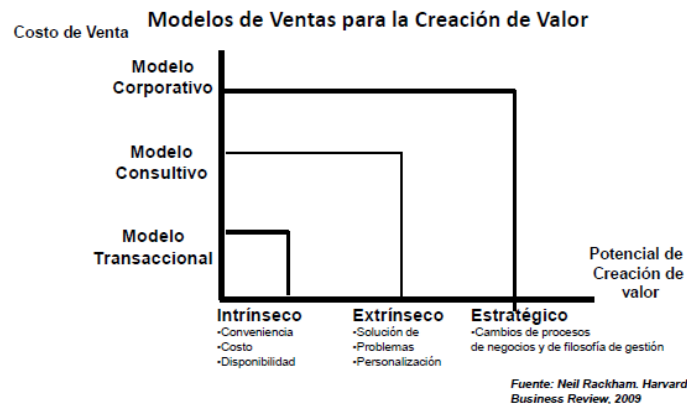 Modelos de Ventas para la Creación de Valor
Costo de Venta
Modelo
Corporativo
Modelo
Consultivo
Modelo
Transaccional
Potencial de
Creación de
valor
Intrínseco
•Conveniencia
•Costo
•Disponibilidad
Extrínseco
•Solución de
•Problemas
•Personalización
Estratégico
•Cambios de procesos
de negocios y de filosofía de gestión
Fuente: Neil Rackham. Harvard
Business Review, 2009